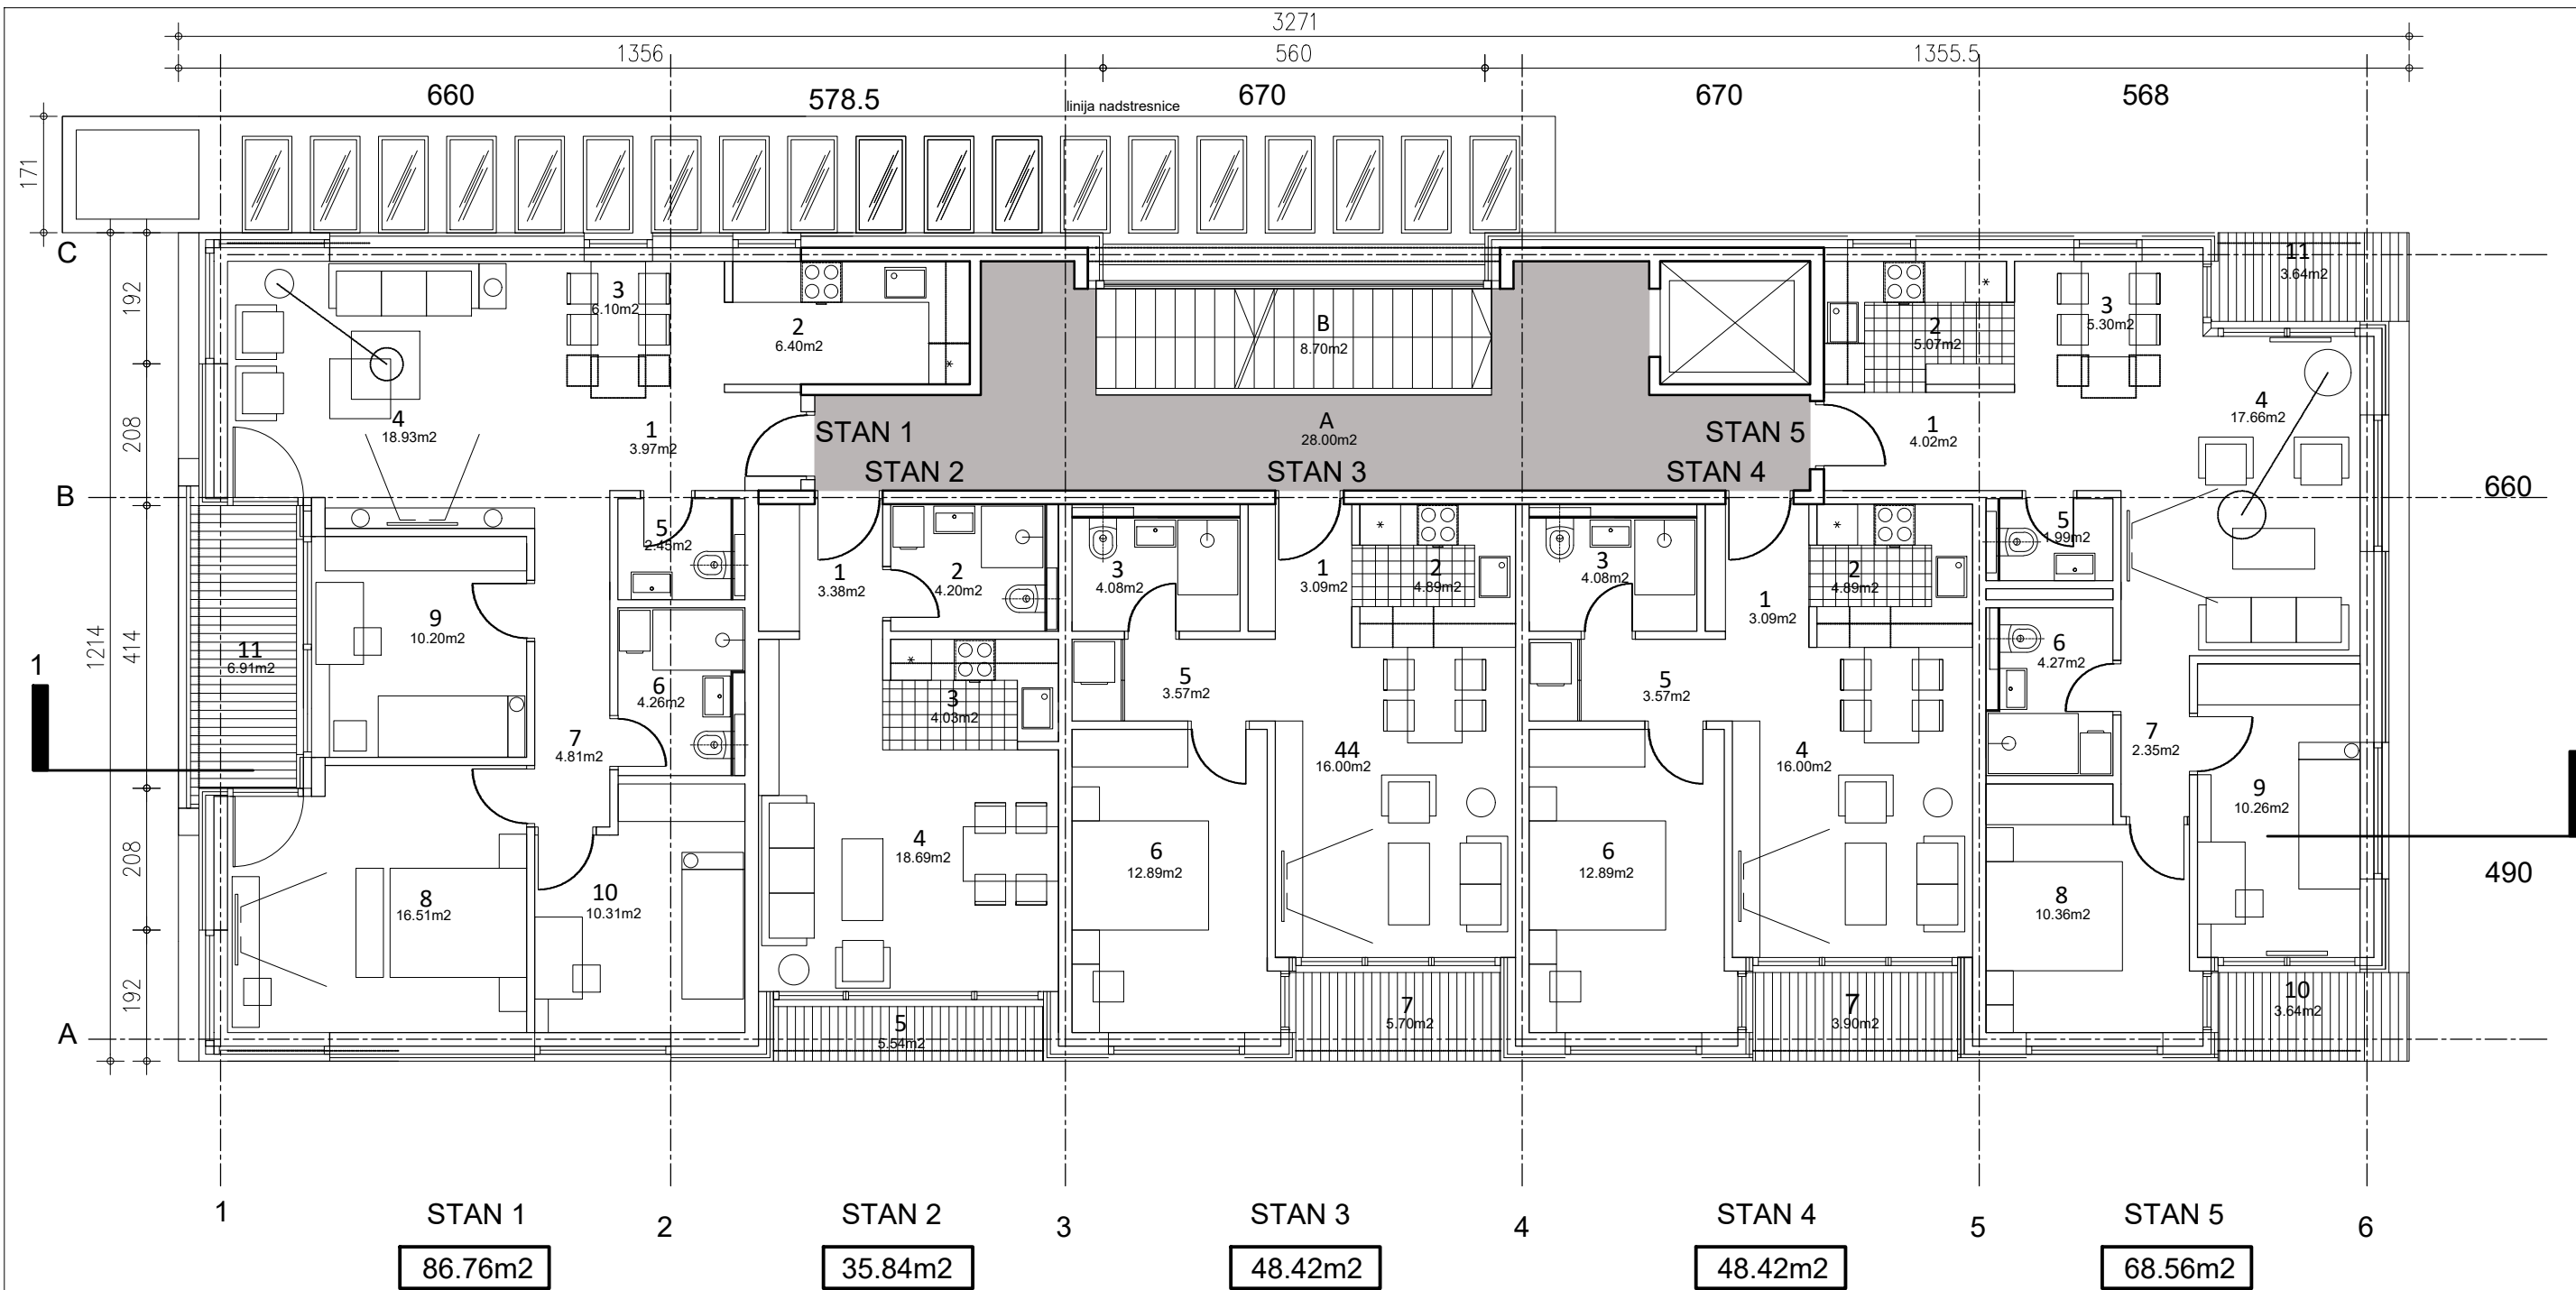 3271
1356 560 1355.5
660 578.5 670 670 568
linija nadstresnice
171
C
192
208
B
1214
414
208
192
A
660
490
1
3
6.10m2
2
6.40m2
4
18.93m2
1
3.97m2
5
2.45m2
6
4.26m2
7
4.81m2
8
16.51m2
9
10.20m2
10
10.31m2
11
6.91m2
B
8.70m2
A
28.00m2
STAN 1
STAN 2
STAN 3
STAN 4
STAN 5
1
3.38m2
2
4.20m2
3
4.03m2
4
18.69m2
5
5.54m2
3
4.08m2
1
3.09m2
2
4.89m2
5
3.57m2
44
16.00m2
6
12.89m2
7
5.70m2
3
4.08m2
1
3.09m2
2
4.89m2
5
3.57m2
4
16.00m2
6
12.89m2
7
3.90m2
11
3.64m2
2
5.07m2
3
5.30m2
4
17.66m2
1
4.02m2
5
1.99m2
6
4.27m2
7
2.35m2
9
10.26m2
8
10.36m2
10
3.64m2
1 STAN 1 2 STAN 2 3 STAN 3 4 STAN 4 5 STAN 5 6
86.76m2 35.84m2 48.42m2 48.42m2 68.56m2